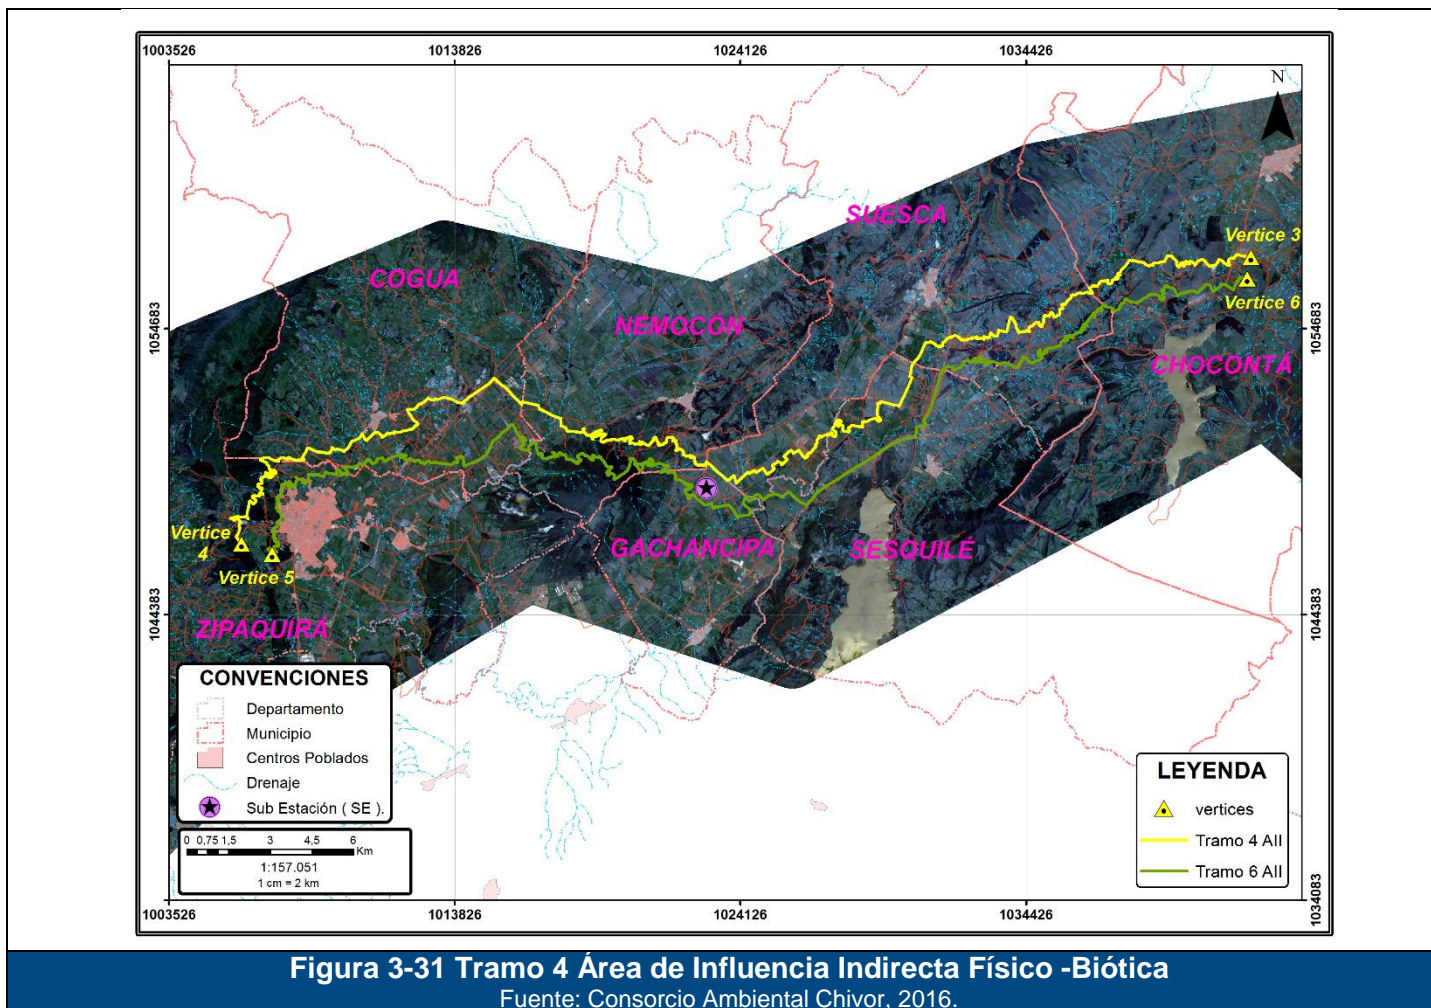 1003526
1013826
1024126
1034426
N
SUESCA
COGUA
Vertice 3
Vertice 6
NEMOCÓN
1054683
1054683
CHOCONTÁ
Vertice
4
Vertice 5
GACHANCIPA
SESQUILÉ
1044383
1044383
ZIPAQUIRÁ
CONVENCIONES
Departamento
Municipio
Centros Poblados
Drenaje
Sub Estación ( SE ).
0 0,75 1,5 3 4,5 6
Km
1:157.051
1 cm = 2 km
LEYENDA
vertices
Tramo 4 AII
Tramo 6 AII
1034083
1003526
1013826
1024126
1034426
Figura 3-31 Tramo 4 Área de Influencia Indirecta Físico -Biótica
Fuente: Consorcio Ambiental Chivor, 2016.